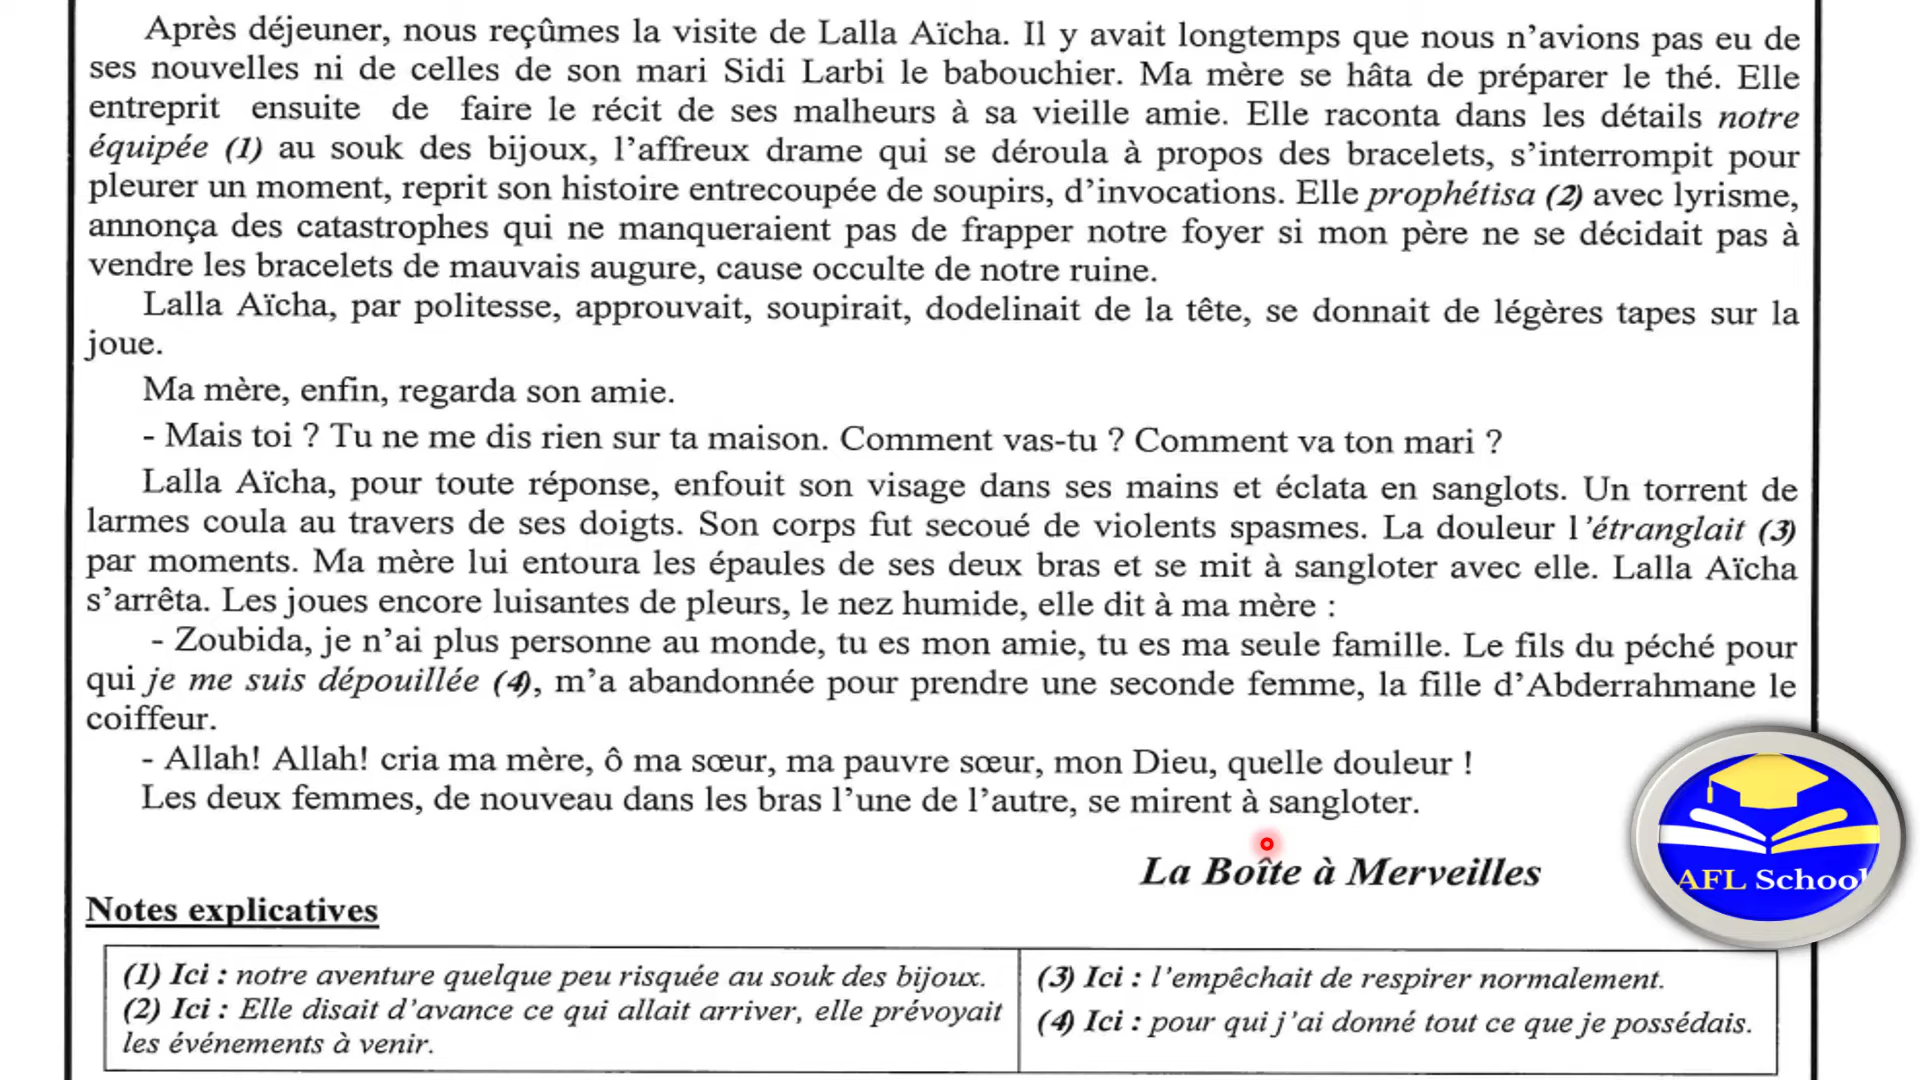 Après déjeuner, nous reçûmes la visite de Lalla Aïcha. Il y avait longtemps que nous n’avions pas eu de
ses nouvelles ni de celles de son mari Sidi Larbi le babouchier. Ma mère se hâta de préparer le thé. Elle
entreprit ensuite de faire le récit de ses malheurs à sa vieille amie. Elle raconta dans les détails notre
équipée (1) au souk des bijoux, l’affreux drame qui se déroula à propos des bracelets, s’interrompit pour
pleurer un moment, reprit son histoire entrecoupée de soupirs, d’invocations. Elle prophétisa (2) avec lyrisme,
annonça des catastrophes qui ne manqueraient pas de frapper notre foyer si mon père ne se décidait pas à
vendre les bracelets de mauvais augure, cause occulte de notre ruine.
Lalla Aïcha, par politesse, approuvait, soupirait, dodelinait de la tête, se donnait de légères tapes sur la
joue.
Ma mère, enfin, regarda son amie.
- Mais toi ? Tu ne me dis rien sur ta maison. Comment vas-tu ? Comment va ton mari ?
Lalla Aïcha, pour toute réponse, enfouit son visage dans ses mains et éclata en sanglots. Un torrent de
larmes coula au travers de ses doigts. Son corps fut secoué de violents spasmes. La douleur l’étranglait (3)
par moments. Ma mère lui entoura les épaules de ses deux bras et se mit à sangloter avec elle. Lalla Aïcha
s’arrêta. Les joues encore luisantes de pleurs, le nez humide, elle dit à ma mère :
- Zoubida, je n’ai plus personne au monde, tu es mon amie, tu es ma seule famille. Le fils du péché pour
qui je me suis dépouillée (4), m’a abandonnée pour prendre une seconde femme, la fille d’Abderrahmane le
coiffeur.
- Allah! Allah! cria ma mère, ô ma sœur, ma pauvre sœur, mon Dieu, quelle douleur !
Les deux femmes, de nouveau dans les bras l’une de l’autre, se mirent à sangloter.
La Boîte à Merveilles
AFL School
Notes explicatives
(1) Ici : notre aventure quelque peu risquée au souk des bijoux.
(2) Ici : Elle disait d’avance ce qui allait arriver, elle prévoyait
les événements à venir.
(3) Ici : l’empêchait de respirer normalement.
(4) Ici : pour qui j’ai donné tout ce que je possédais.